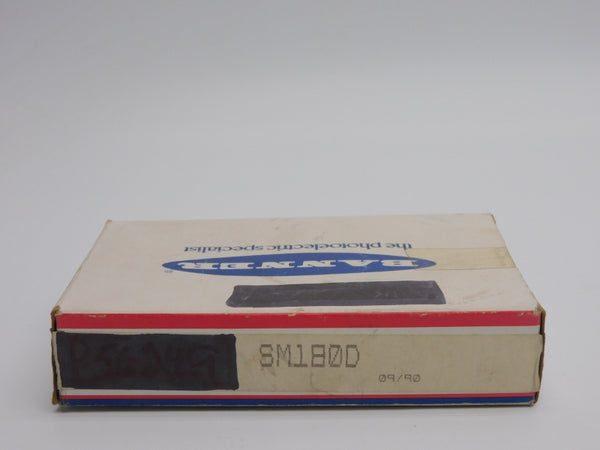 the photoelectric specialist
BANNER®
SM180D
09/90